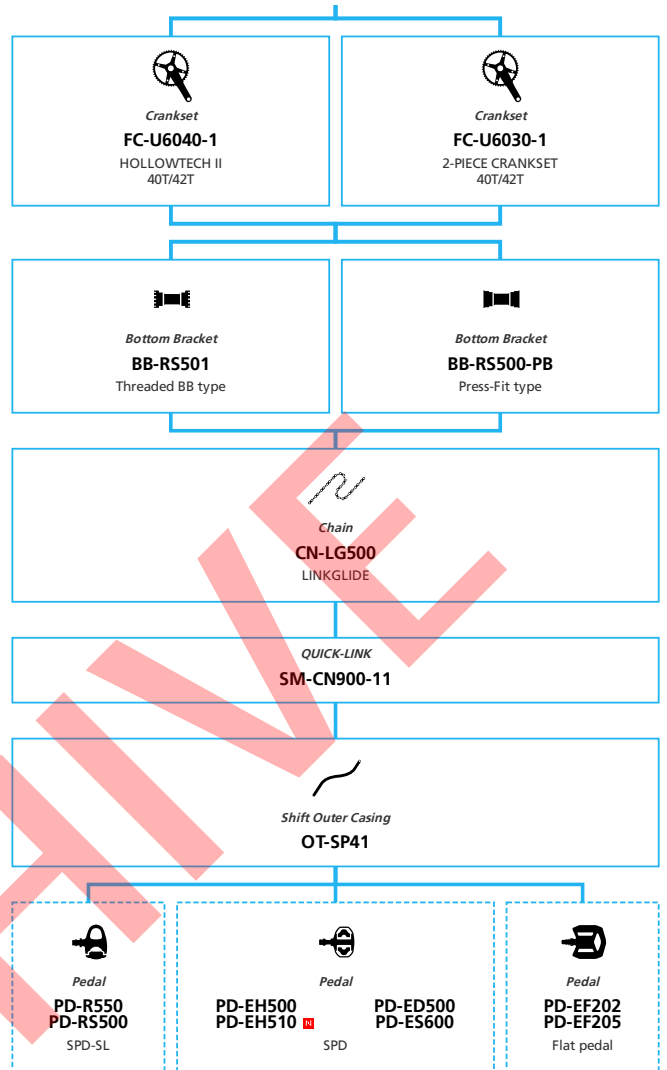 Crankset
FC-U6040-1
HOLLOWTECH II
40T/42T
Crankset
FC-U6030-1
2-PIECE CRANKSET
40T/42T
Bottom Bracket
BB-RS501
Threaded BB type
Bottom Bracket
BB-RS500-PB
Press-Fit type
Chain
CN-LG500
LINKGLIDE
QUICK-LINK
SM-CN900-11
Shift Outer Casing
OT-SP41
Pedal
PD-R550
PD-RS500
SPD-SL
Pedal
PD-EH500 PD-ED500
PD-EH510 N PD-ES600
SPD
Pedal
PD-EF202
PD-EF205
Flat pedal
HIVE